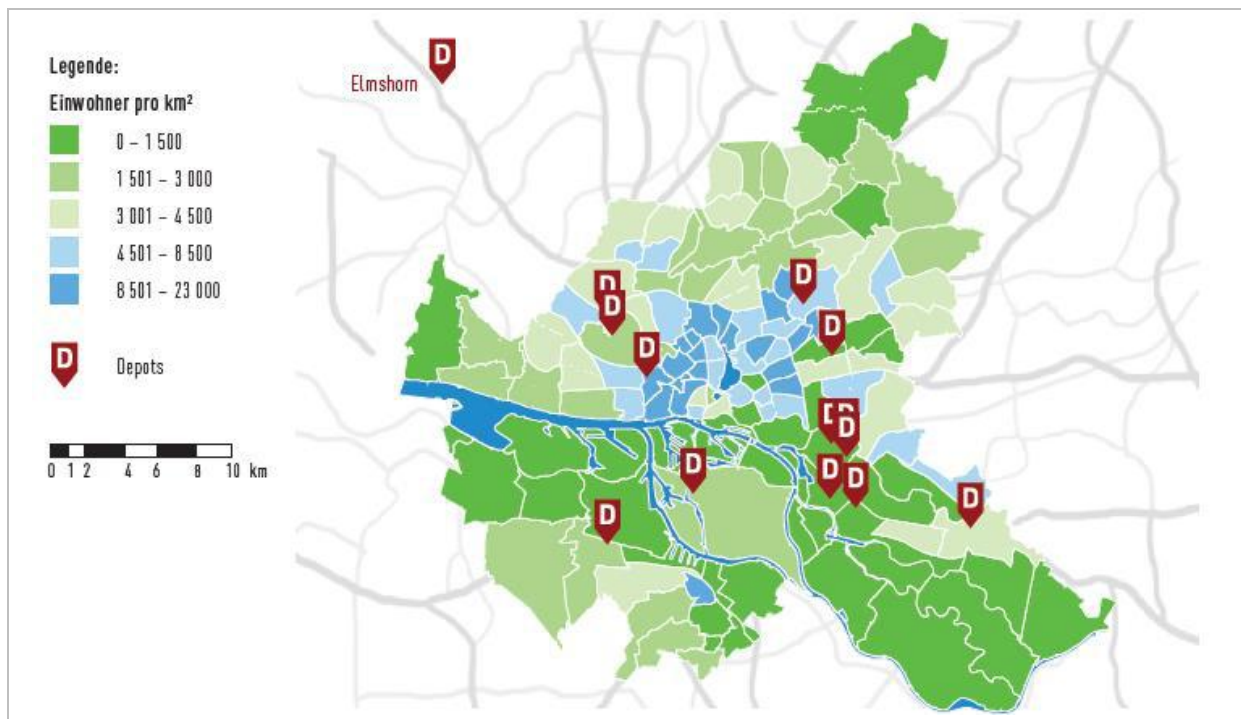 Legende:
Einwohner pro km²
0 – 1 500
1 501 – 3 000
3 001 – 4 500
4 501 – 8 500
8 501 – 23 000
D Depots
0 1 2 4 6 8 10 km
D
Elmshorn
D
D
D
D
D
D
D
D
D
D
D
D
D